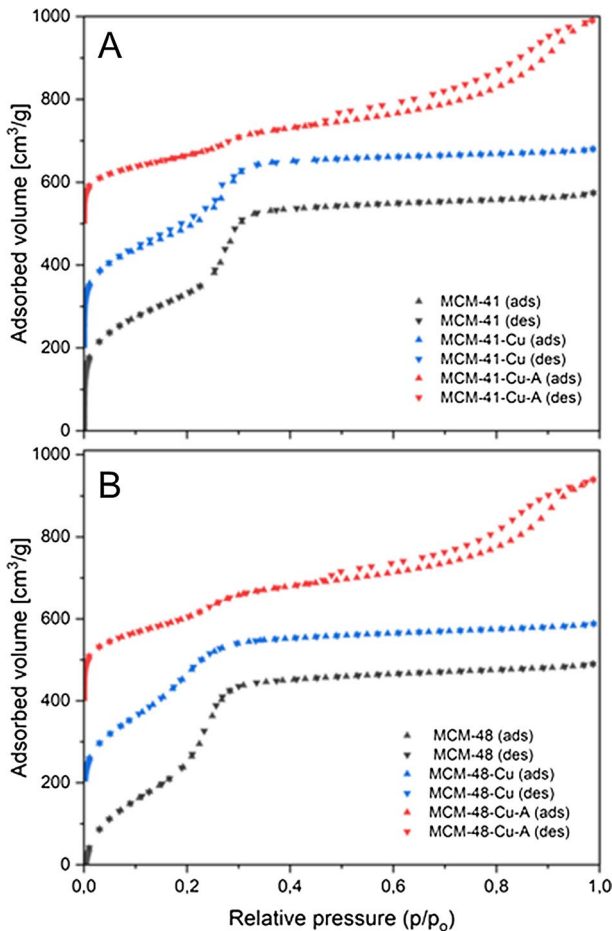 A
1000
800
600
400
200
0
Adsorbed volume [cm³/g]
MCM-41 (ads)
MCM-41 (des)
MCM-41-Cu (ads)
MCM-41-Cu (des)
MCM-41-Cu-A (ads)
MCM-41-Cu-A (des)
B
1000
800
600
400
200
0
Adsorbed volume [cm³/g]
MCM-48 (ads)
MCM-48 (des)
MCM-48-Cu (ads)
MCM-48-Cu (des)
MCM-48-Cu-A (ads)
MCM-48-Cu-A (des)
0,0 0,2 0,4 0,6 0,8 1,0
Relative pressure (p/pₒ)